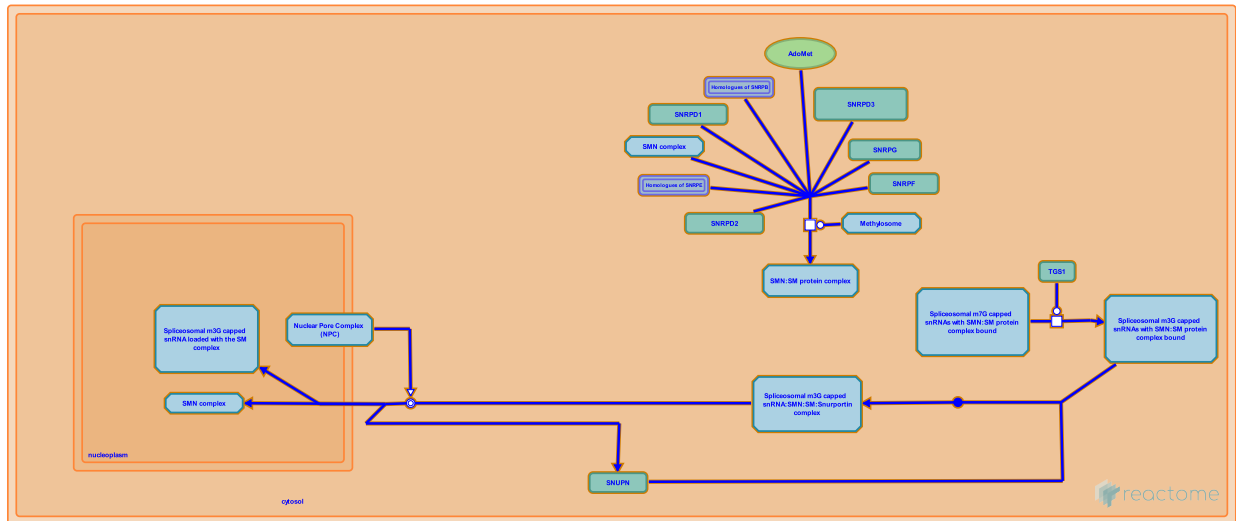 AdoMet
Homologues of SNRPB
SNRPD3
SNRPD1
SMN complex
SNRPG
Homologues of SNRPE
SNRPF
SNRPD2
Methylosome
SMN:SM protein complex
TGS1
Spliceosomal m7G capped
snRNAs with SMN:SM protein
complex bound
Spliceosomal m3G capped
snRNAs with SMN:SM protein
complex bound
Spliceosomal m3G capped
snRNA loaded with the SM
complex
Nuclear Pore Complex
(NPC)
SMN complex
Spliceosomal m3G capped
snRNA:SMN:SM:Snurportin
complex
nucleoplasm
SNUPN
cytosol
reactome